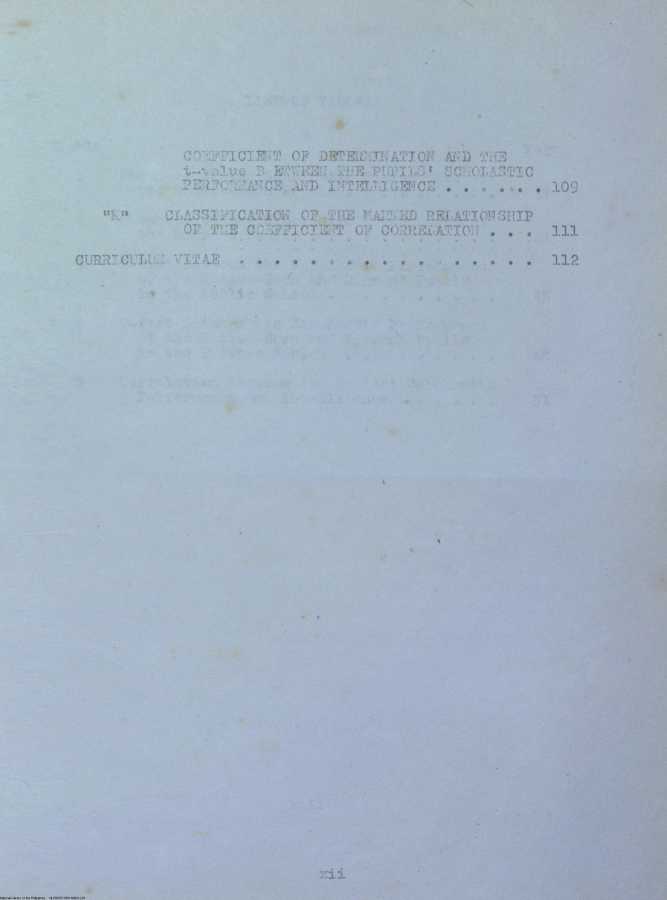 COEFFICIENT OF DETERMINATION AND THE
t-value B ETWEEN THE PUPILS' SCHOLASTIC
PERFORMANCE AND INTELLIGENCE . . . . . . 109
"K" CLASSIFICATION OF THE MARKED RELATIONSHIP
OF THE COEFFICIENT OF CORRELATION . . . 111
CURRICULUM VITAE . . . . . . . . . . . . . . . . . 112
xii